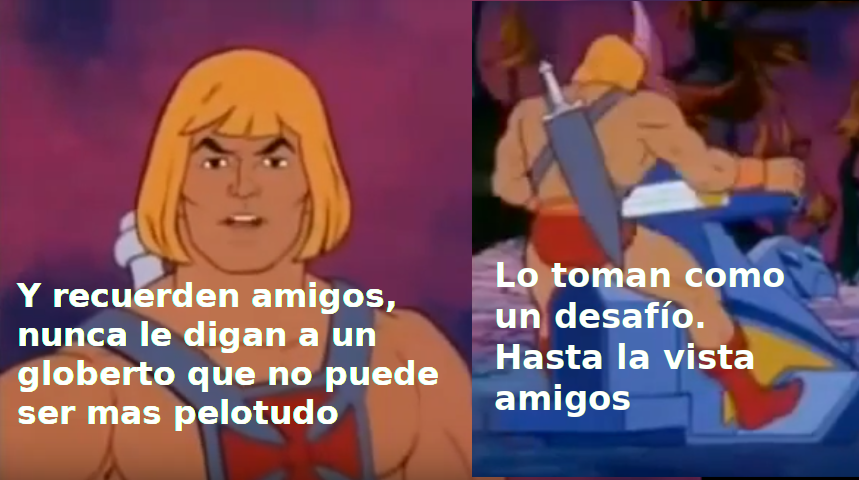 Y recuerden amigos,
nunca le digan a un
globerto que no puede
ser mas pelotudo
Lo toman como
un desafío.
Hasta la vista
amigos